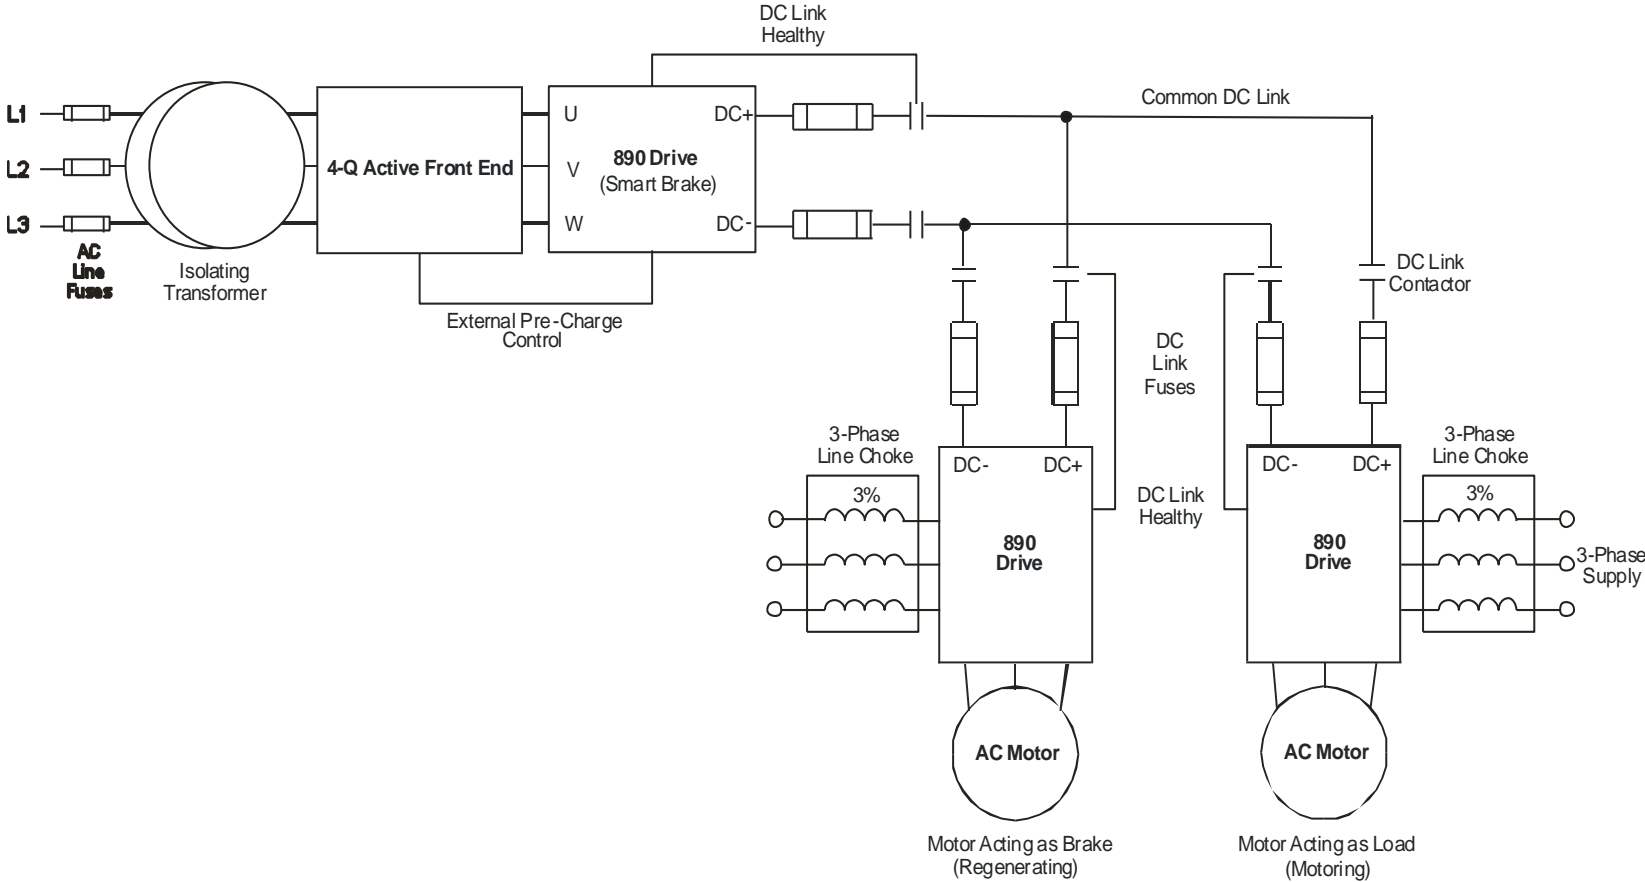 DC Link
Healthy
Common DC Link
L1
L2
L3
AC
Line
Fuses
Isolating
Transformer
4-Q Active Front End
U
V
W
890 Drive
(Smart Brake)
DC+
DC-
External Pre-Charge
Control
DC Link
Contactor
DC
Link
Fuses
3-Phase
Line Choke
3%
DC-
DC+
890
Drive
DC Link
Healthy
DC-
DC+
890
Drive
3-Phase
Line Choke
3%
3-Phase
Supply
AC Motor
AC Motor
Motor Acting as Brake
(Regenerating)
Motor Acting as Load
(Motoring)